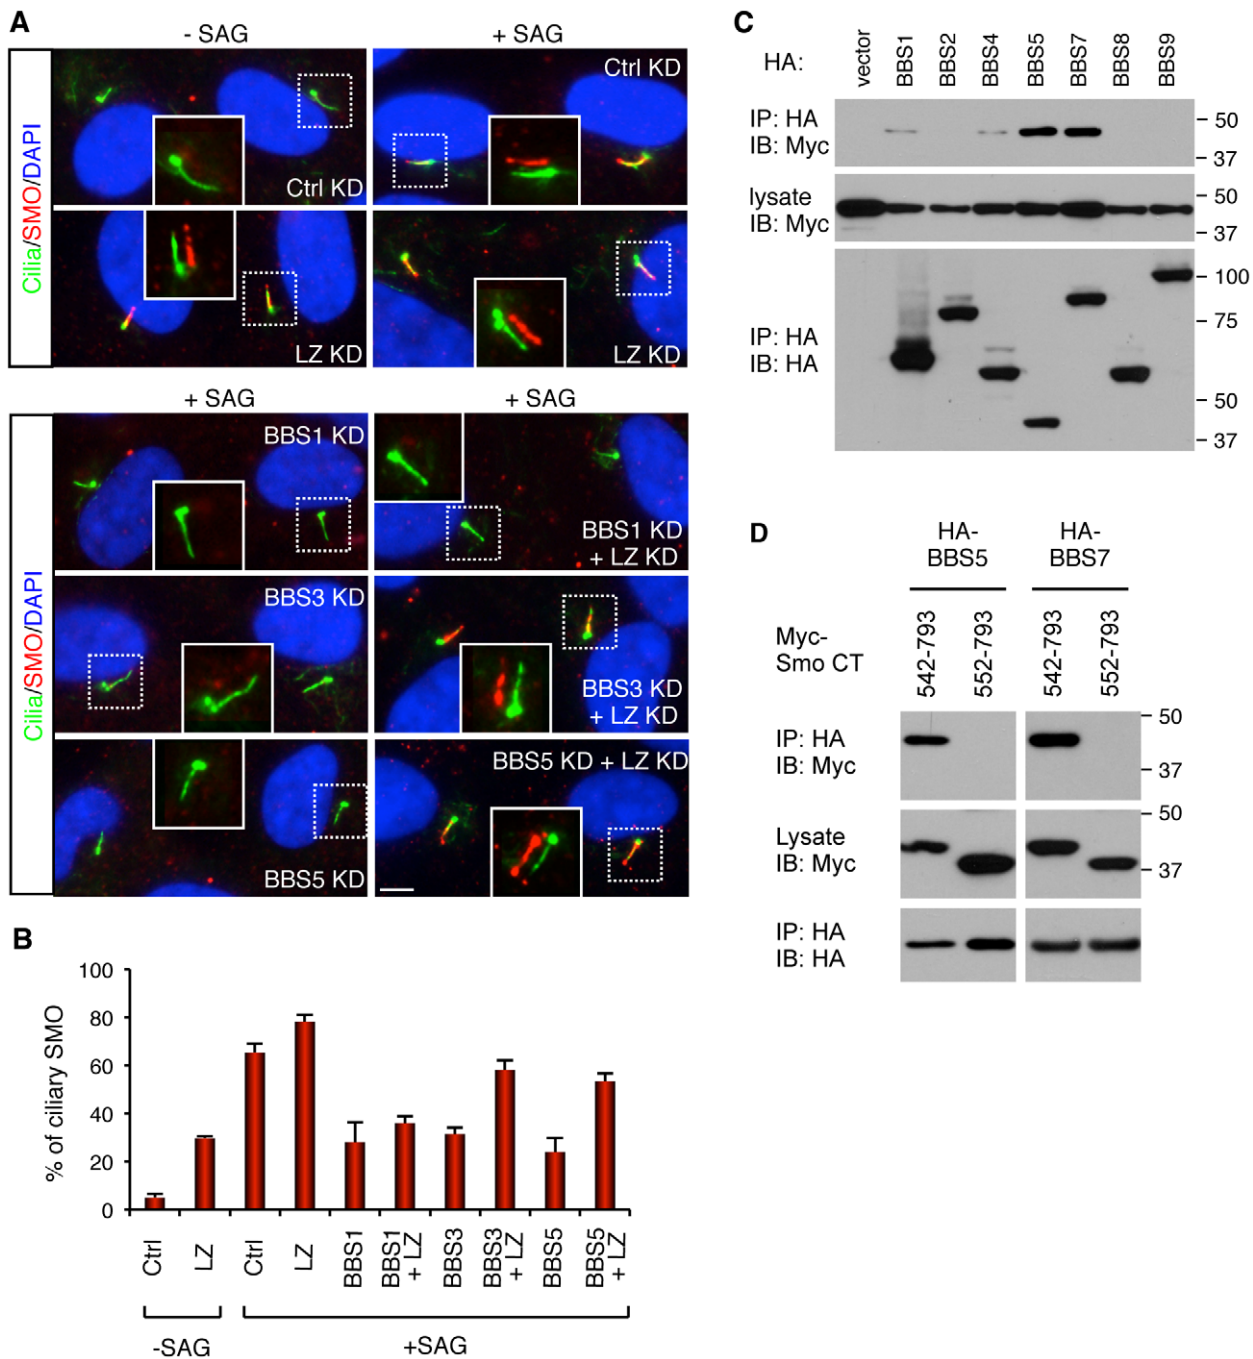 A
- SAG
+ SAG
Cilia/SMO/DAPI
Ctrl KD
Ctrl KD
LZ KD
LZ KD
+ SAG
+ SAG
Cilia/SMO/DAPI
BBS1 KD
BBS1 KD
+ LZ KD
BBS3 KD
BBS3 KD
+ LZ KD
BBS5 KD
BBS5 KD + LZ KD
B
% of ciliary SMO
100
80
60
40
20
0
Ctrl
LZ
Ctrl
LZ
BBS1
BBS1
+ LZ
BBS3
BBS3
+ LZ
BBS5
BBS5
+ LZ
-SAG
+SAG
C
HA:
vector
BBS1
BBS2
BBS4
BBS5
BBS7
BBS8
BBS9
IP: HA
IB: Myc
50
37
lysate
IB: Myc
50
37
IP: HA
IB: HA
100
75
50
37
D
HA-
BBS5
HA-
BBS7
Myc-
Smo CT
542-793
552-793
542-793
552-793
IP: HA
IB: Myc
50
37
Lysate
IB: Myc
50
37
IP: HA
IB: HA